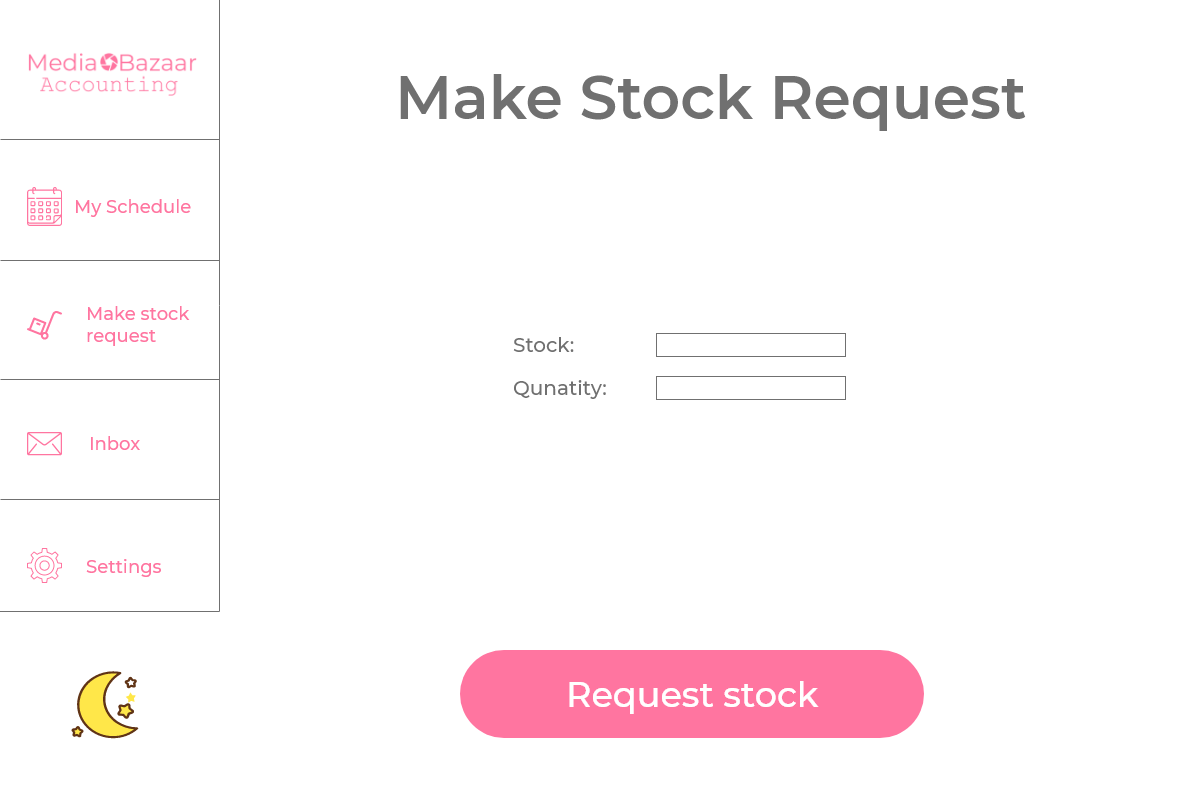 Media Bazaar
Accounting
Make Stock Request
My Schedule
Make stock
request
Inbox
Settings
Stock:
Qunatity:
Request stock